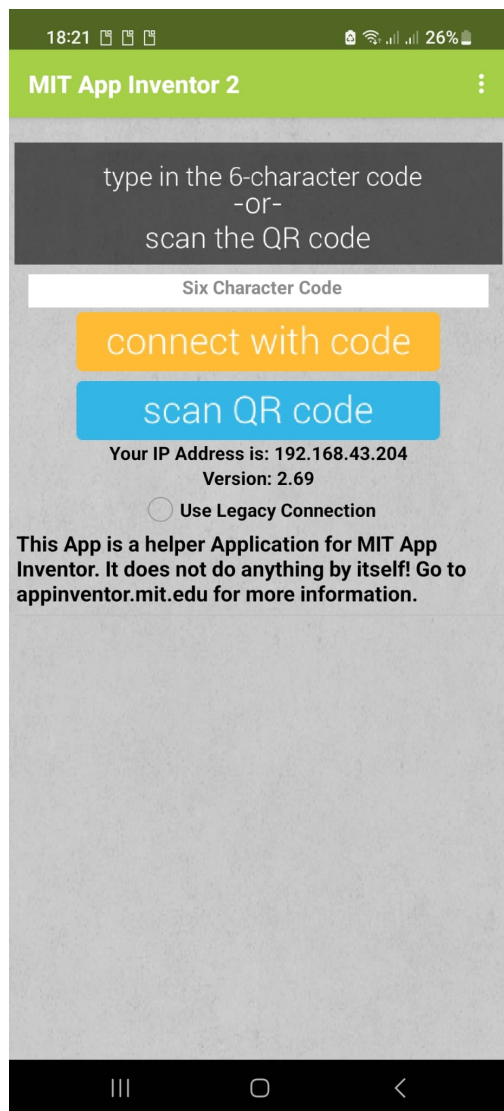 18:21 26%
MIT App Inventor 2
type in the 6-character code
-or-
scan the QR code
Six Character Code
connect with code
scan QR code
Your IP Address is: 192.168.43.204
Version: 2.69
Use Legacy Connection
This App is a helper Application for MIT App
Inventor. It does not do anything by itself! Go to
appinventor.mit.edu for more information.